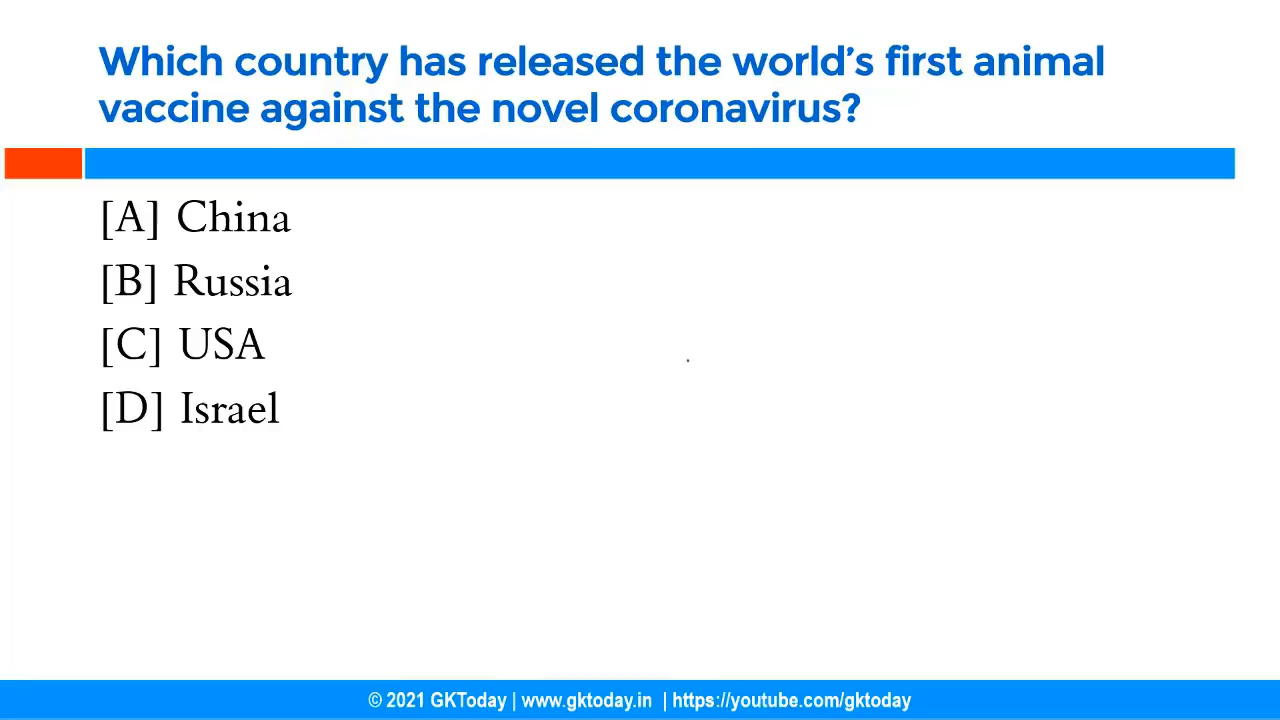 Which country has released the world’s first animal
vaccine against the novel coronavirus?
[A] China
[B] Russia
[C] USA
[D] Israel
© 2021 GKToday | www.gktoday.in | https://youtube.com/gktoday